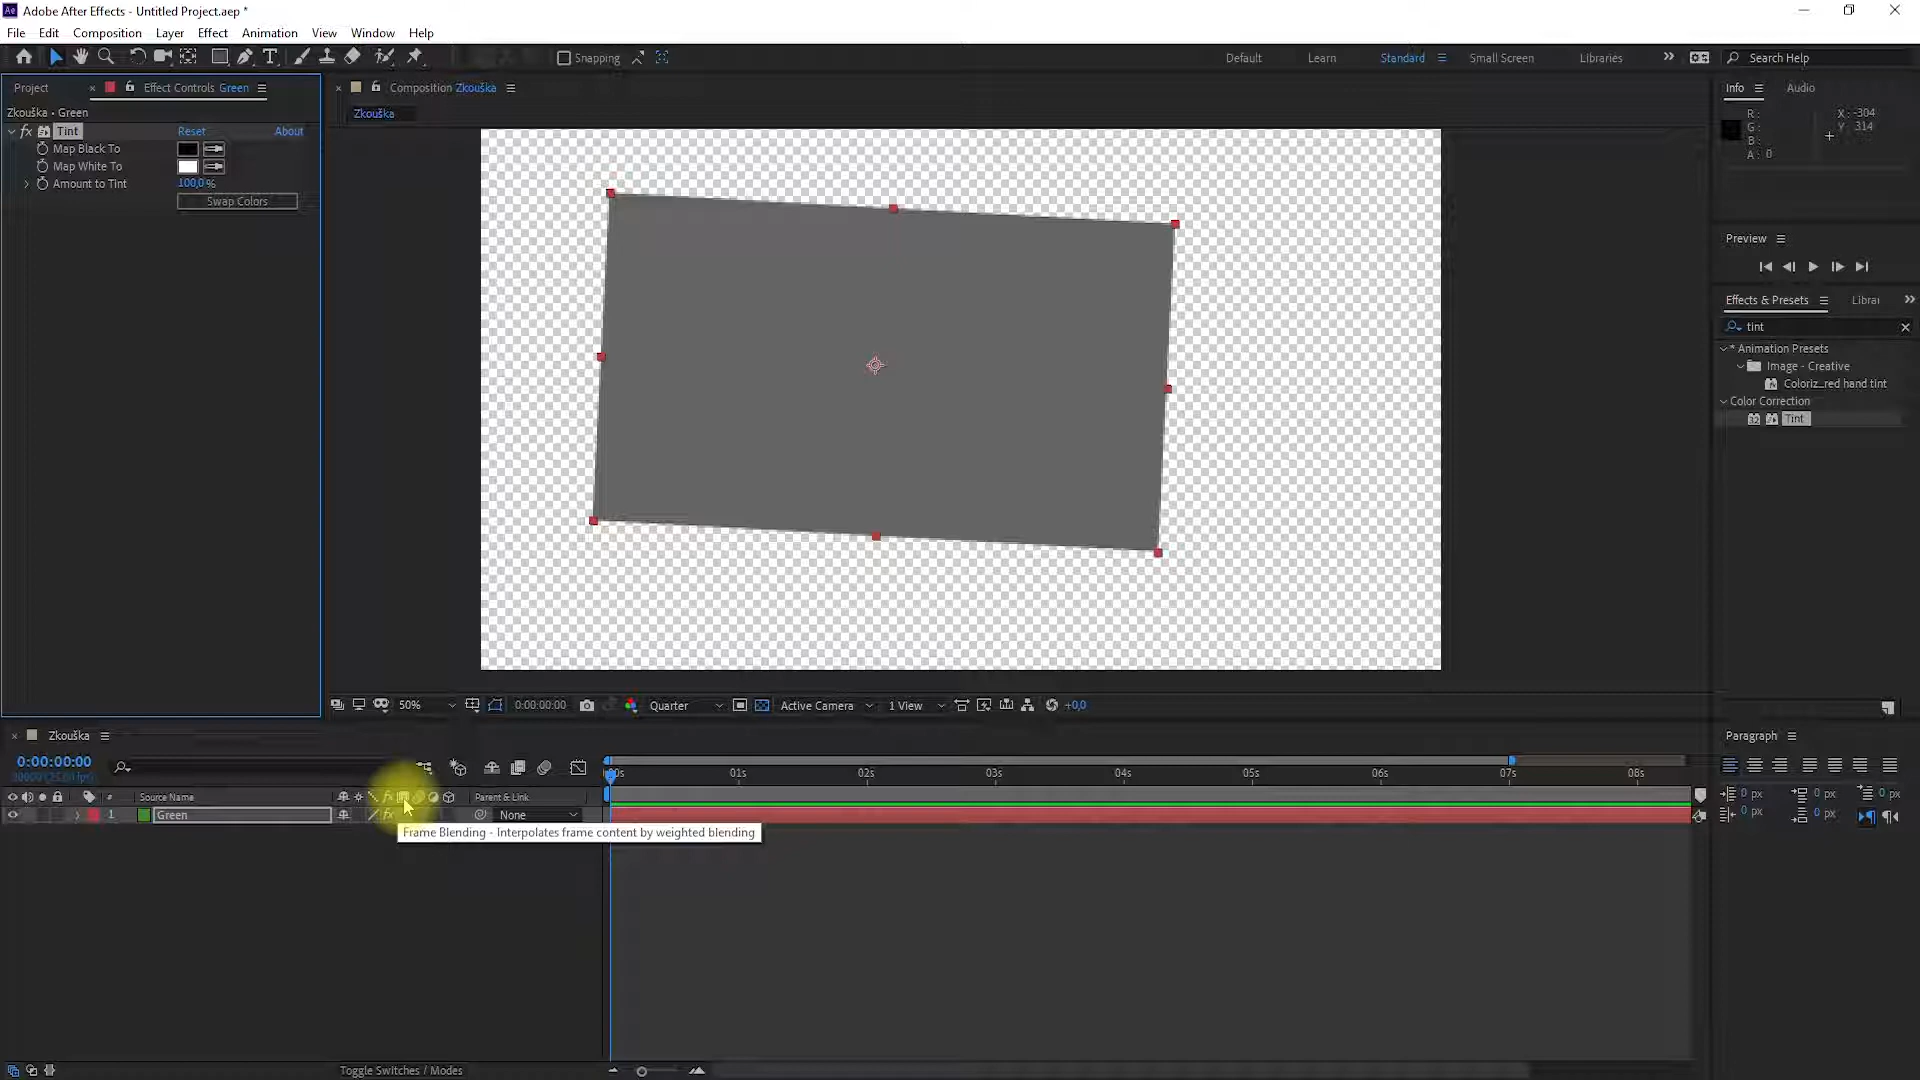 Adobe After Effects - Untitled Project.aep *
File Edit Composition Layer Effect Animation View Window Help
Snapping
Default Learn Standard Small Screen Libraries
Search Help
Project
Effect Controls Green
Zkouška • Green
fx Tint Reset About
Map Black To
Map White To
Amount to Tint 100,0 %
Swap Colors
Composition Zkouška
Zkouška
50% 0:00:00:00 Quarter Active Camera 1 View +0,0
Info Audio
R : X : -304
G : Y : 314
B :
A : 0
Preview
Effects & Presets Librar
tint
* Animation Presets
Image - Creative
Coloriz_red hand tint
Color Correction
32 Tint
Zkouška
0:00:00:00
# Source Name Parent & Link
1 Green None
Frame Blending - Interpolates frame content by weighted blending
:00s 01s 02s 03s 04s 05s 06s 07s 08s
Toggle Switches / Modes
Paragraph
0 px 0 px 0 px
0 px 0 px